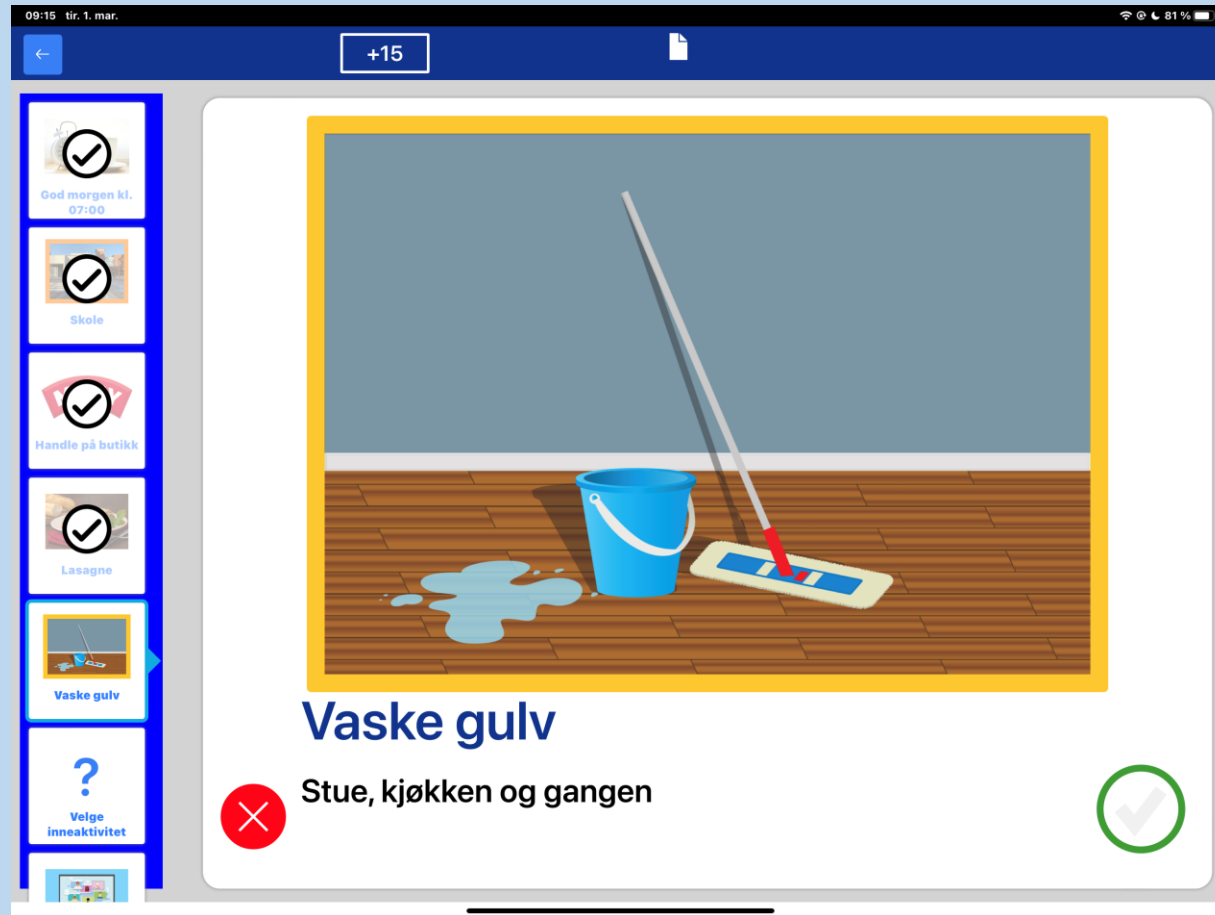 09:15 tir. 1. mar.
81 %
+15
God morgen kl.
07:00
Skole
Handle på butikk
Lasagne
Vaske gulv
?
Velge
inneaktivitet
Vaske gulv
Stue, kjøkken og gangen